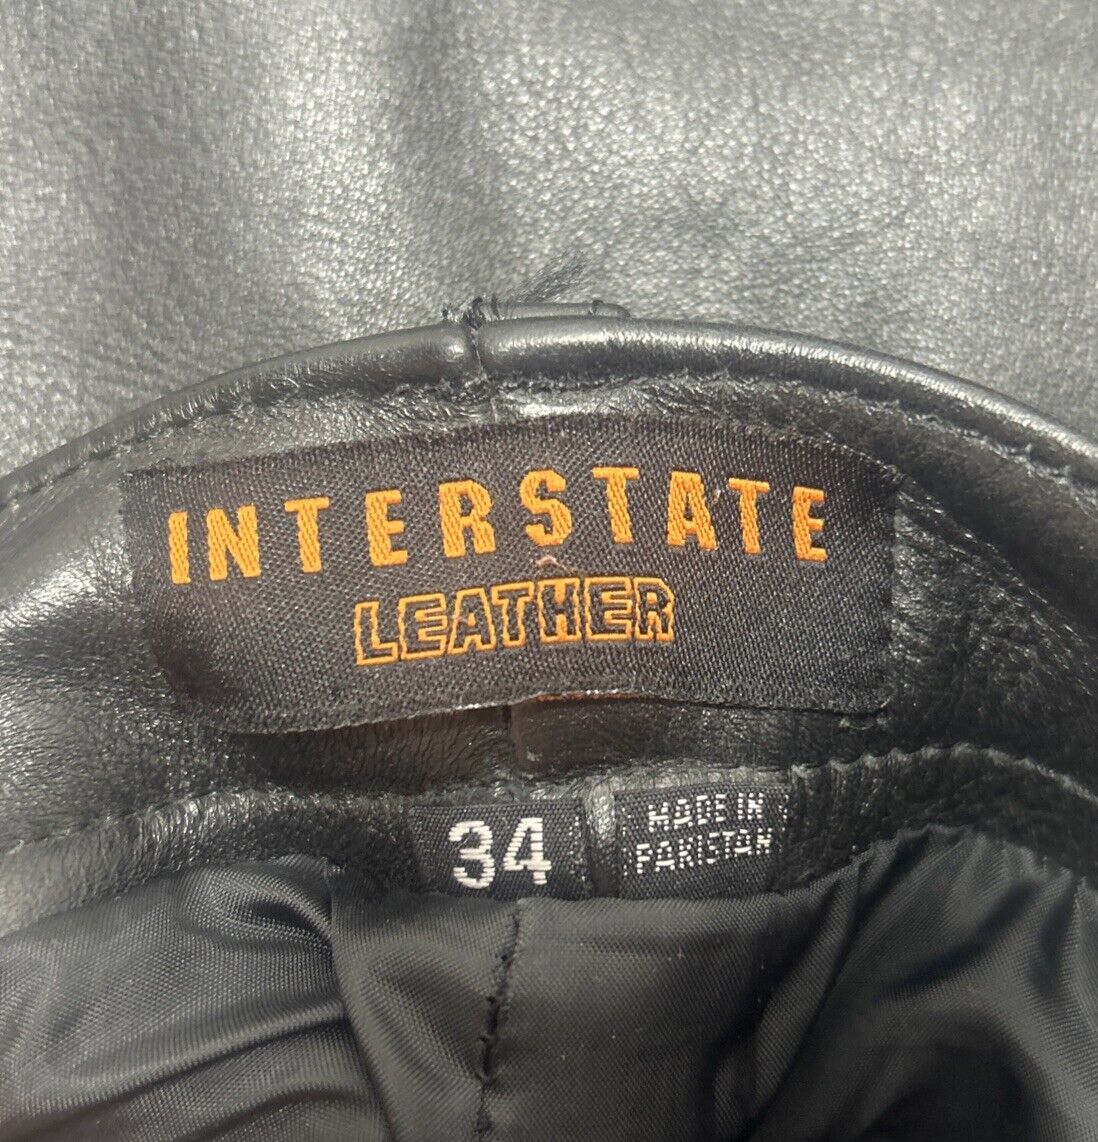 INTERSTATE
LEATHER
34
MADE IN
PAKISTAN